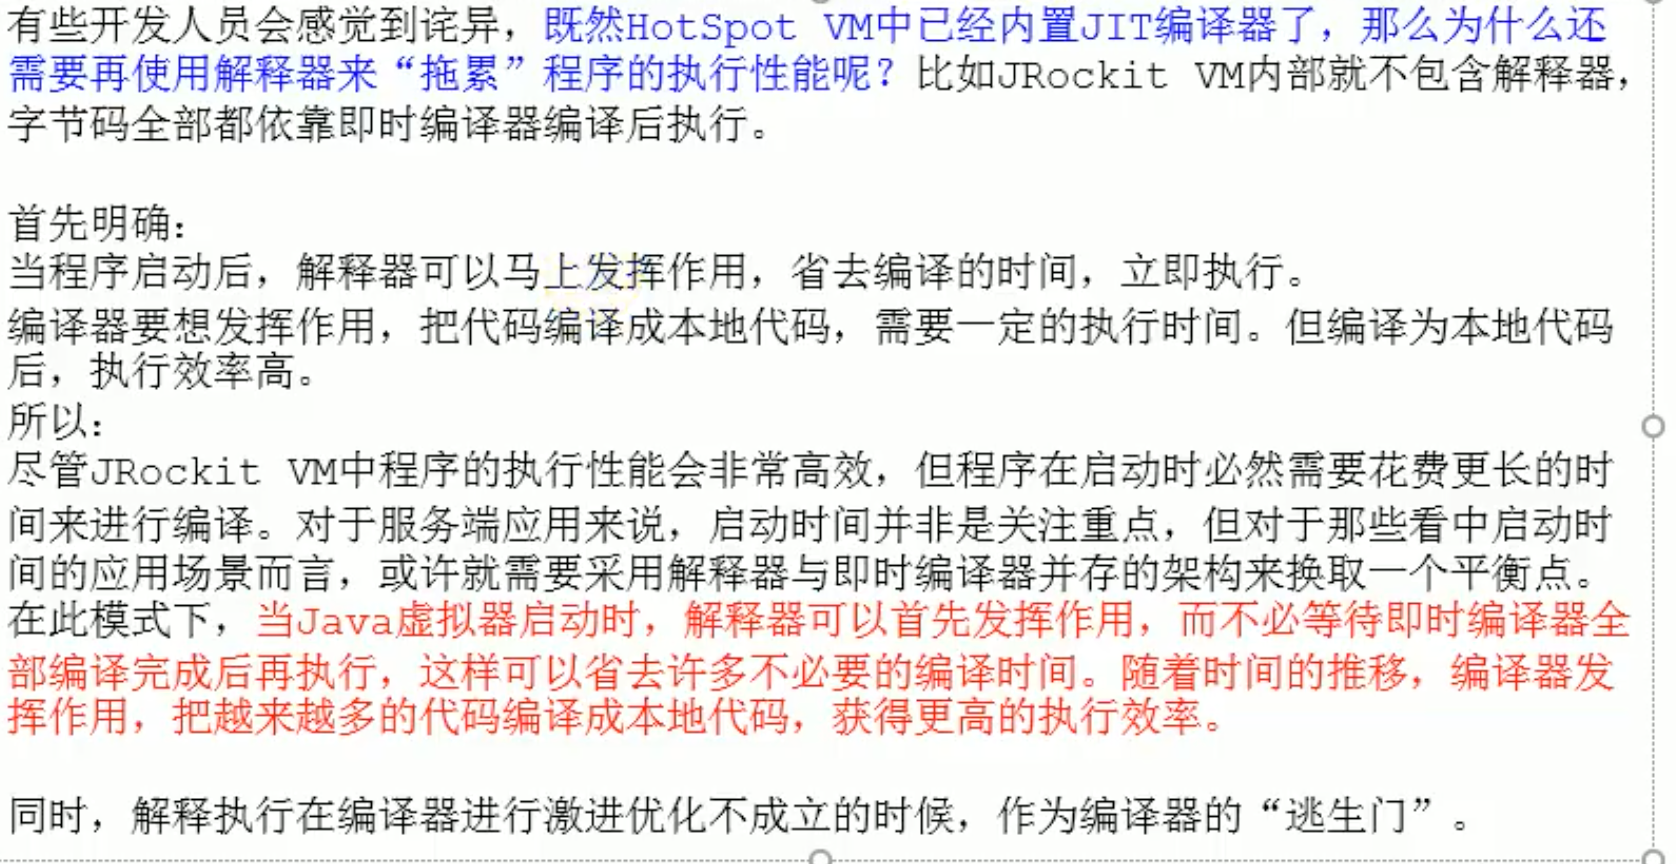 有些开发人员会感觉到诧异，既然HotSpot VM中已经内置JIT编译器了，那么为什么还
需要再使用解释器来“拖累”程序的执行性能呢？比如JRockit VM内部就不包含解释器，
字节码全部都依靠即时编译器编译后执行。
首先明确：
当程序启动后，解释器可以马上发挥作用，省去编译的时间，立即执行。
编译器要想发挥作用，把代码编译成本地代码，需要一定的执行时间。但编译为本地代码
后，执行效率高。
所以：
尽管JRockit VM中程序的执行性能会非常高效，但程序在启动时必然需要花费更长的时
间来进行编译。对于服务端应用来说，启动时间并非是关注重点，但对于那些看中启动时
间的应用场景而言，或许就需要采用解释器与即时编译器并存的架构来换取一个平衡点。
在此模式下，当Java虚拟器启动时，解释器可以首先发挥作用，而不必等待即时编译器全
部编译完成后再执行，这样可以省去许多不必要的编译时间。随着时间的推移，编译器发
挥作用，把越来越多的代码编译成本地代码，获得更高的执行效率。
同时，解释执行在编译器进行激进优化不成立的时候，作为编译器的“逃生门”。